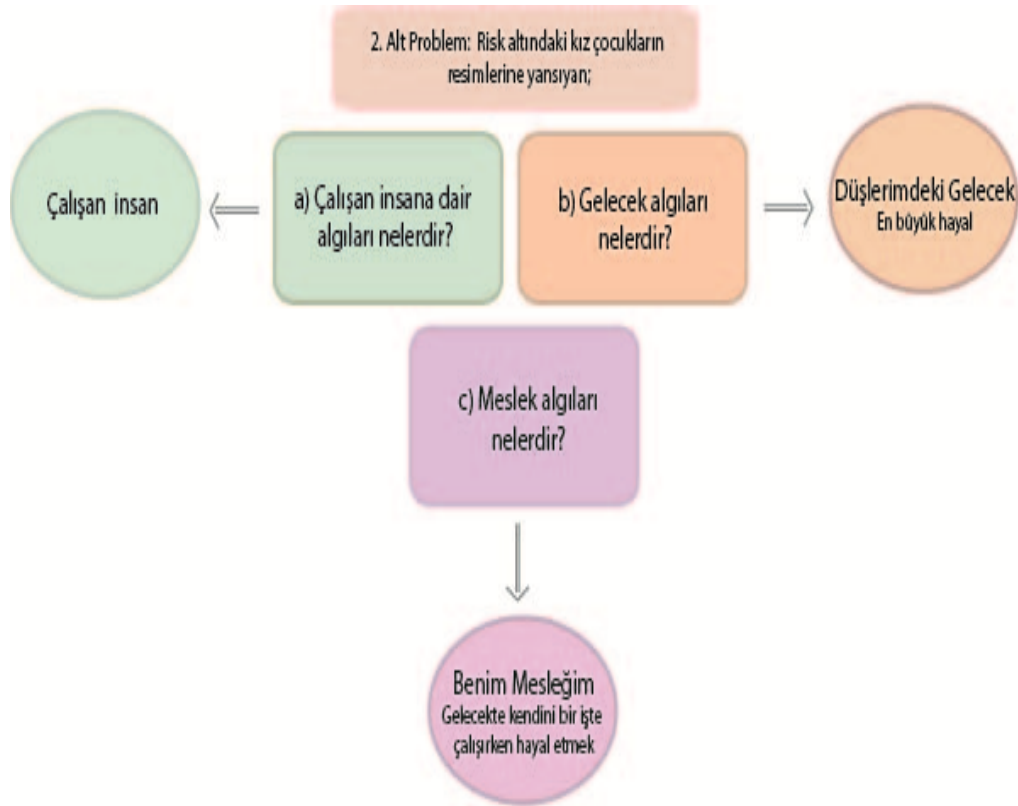 2. Alt Problem: Risk altındaki kız çocukların
resimlerine yansıyan;
Çalışan insan
a) Çalışan insana dair
algıları nelerdir?
b) Gelecek algıları
nelerdir?
Düşlerimdeki Gelecek
En büyük hayal
c) Meslek algıları
nelerdir?
Benim Mesleğim
Gelecekte kendini bir işte
çalışırken hayal etmek